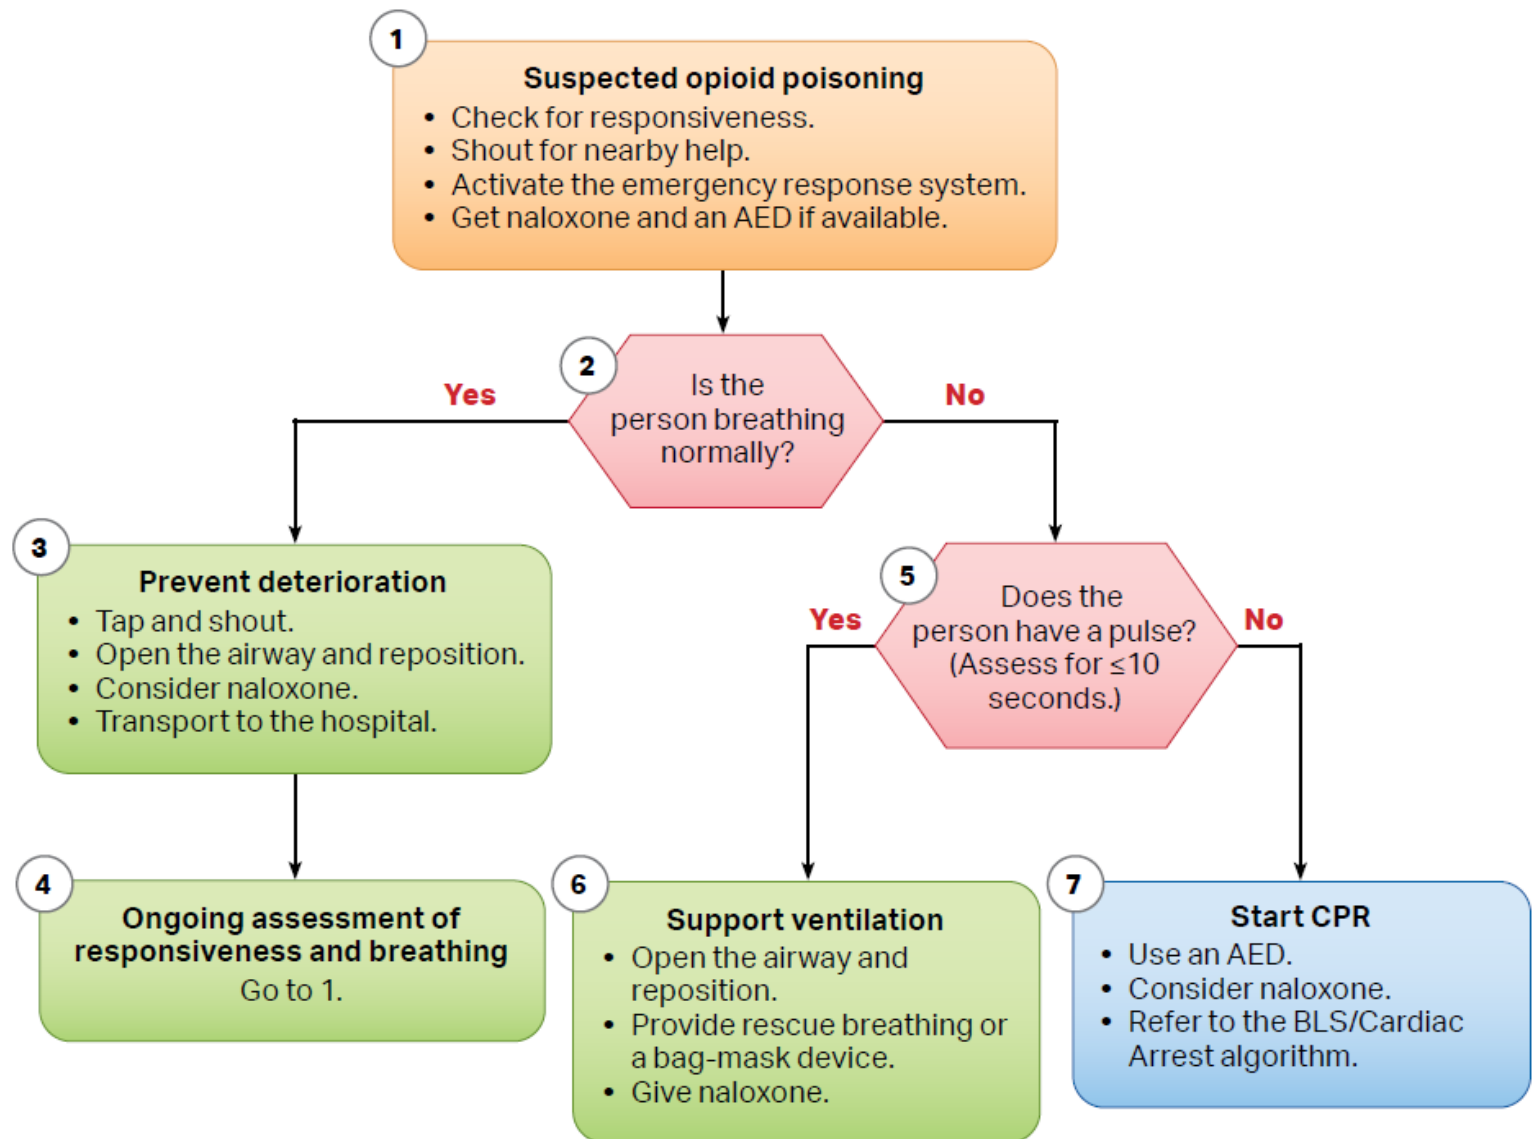 1
Suspected opioid poisoning
• Check for responsiveness.
• Shout for nearby help.
• Activate the emergency response system.
• Get naloxone and an AED if available.
2
Is the
person breathing
normally?
Yes
No
3
Prevent deterioration
• Tap and shout.
• Open the airway and reposition.
• Consider naloxone.
• Transport to the hospital.
4
Ongoing assessment of
responsiveness and breathing
Go to 1.
5
Does the
person have a pulse?
(Assess for ≤10
seconds.)
Yes
No
6
Support ventilation
• Open the airway and
reposition.
• Provide rescue breathing or
a bag-mask device.
• Give naloxone.
7
Start CPR
• Use an AED.
• Consider naloxone.
• Refer to the BLS/Cardiac
Arrest algorithm.